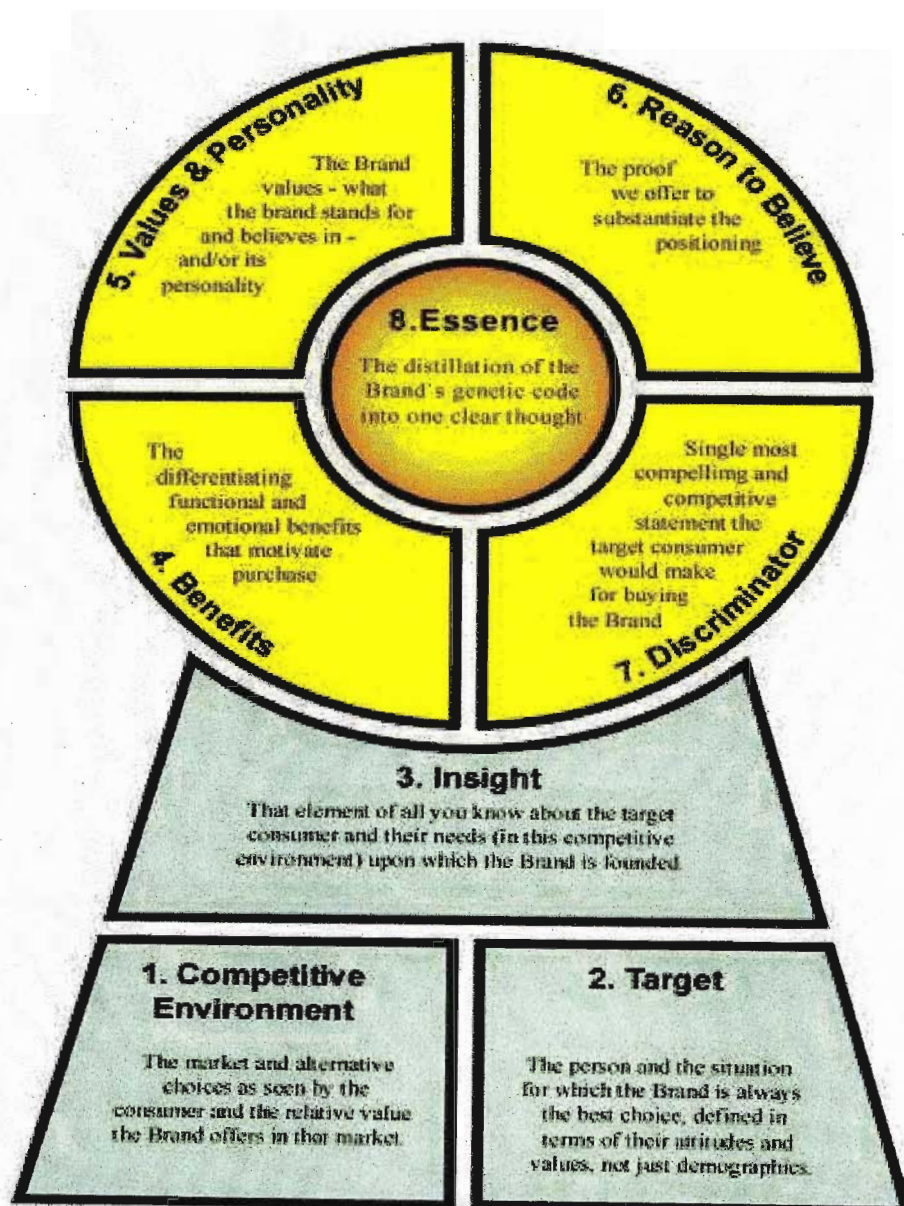 5. Values & Personality
The Brand
values - what
the brand stands for
and believes in -
and/or its
personality
6. Reason to Believe
The proof
we offer to
substantiate the
positioning
8.Essence
The distillation of the
Brand's genetic code
into one clear thought
The
differentiating
functional and
emotional benefits
that motivate
purchase
4. Benefits
Single most
compellimg and
competitive
statement the
target consumer
would make
for buying
the Brand
7. Discriminator
3. Insight
That element of all you know about the target
consumer and their needs (in this competitive
environment) upon which the Brand is founded
1. Competitive
Environment
The market and alternative
choices as seen by the
consumer and the relative value
the Brand offers in that market.
2. Target
The person and the situation
for which the Brand is always
the best choice, defined in
terms of their attitudes and
values, not just demographics.